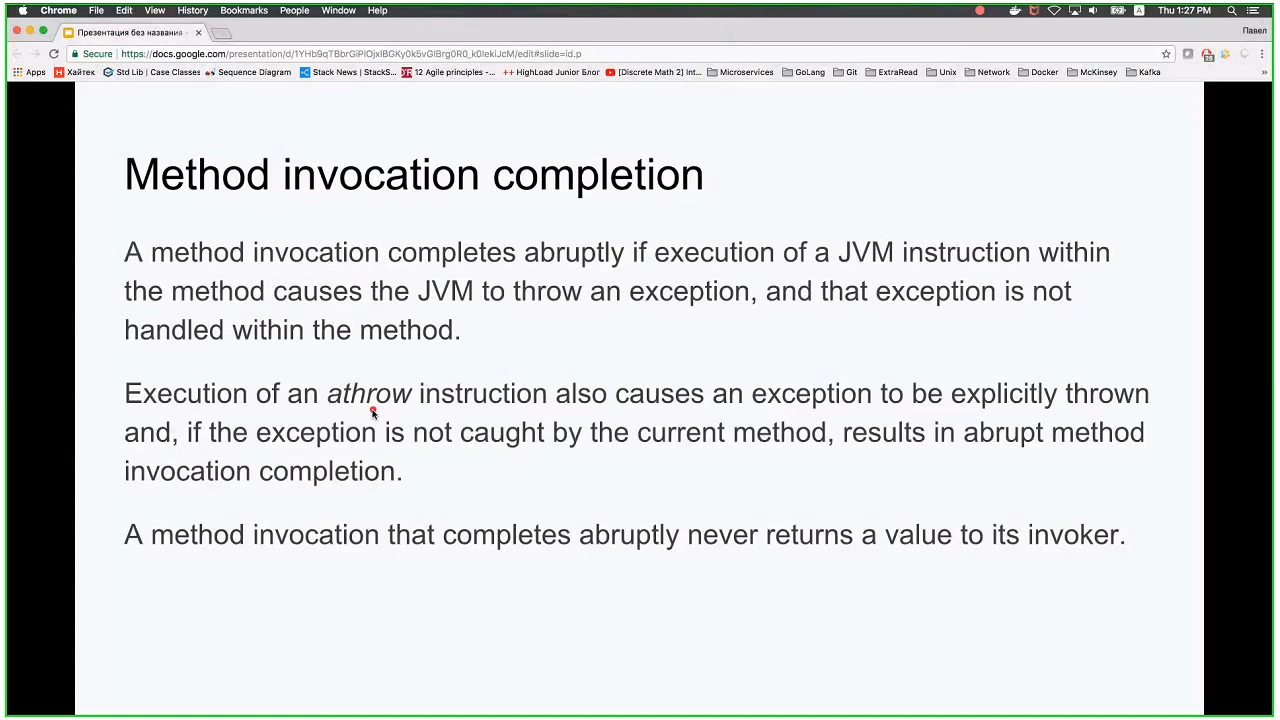 Chrome File Edit View History Bookmarks People Window Help A Thu 1:27 PM
Презентация без названия - Павел
Secure https://docs.google.com/presentation/d/
Apps Хайтек Std Lib | Case Classes Sequence Diagram Stack News | StackS... 12 Agile principles -... HighLoad Junior Блог [Discrete Math 2] Int... Microservices GoLang Git ExtraRead Unix Network Docker McKinsey Kafka »
Method invocation completion
A method invocation completes abruptly if execution of a JVM instruction within
the method causes the JVM to throw an exception, and that exception is not
handled within the method.
Execution of an athrow instruction also causes an exception to be explicitly thrown
and, if the exception is not caught by the current method, results in abrupt method
invocation completion.
A method invocation that completes abruptly never returns a value to its invoker.